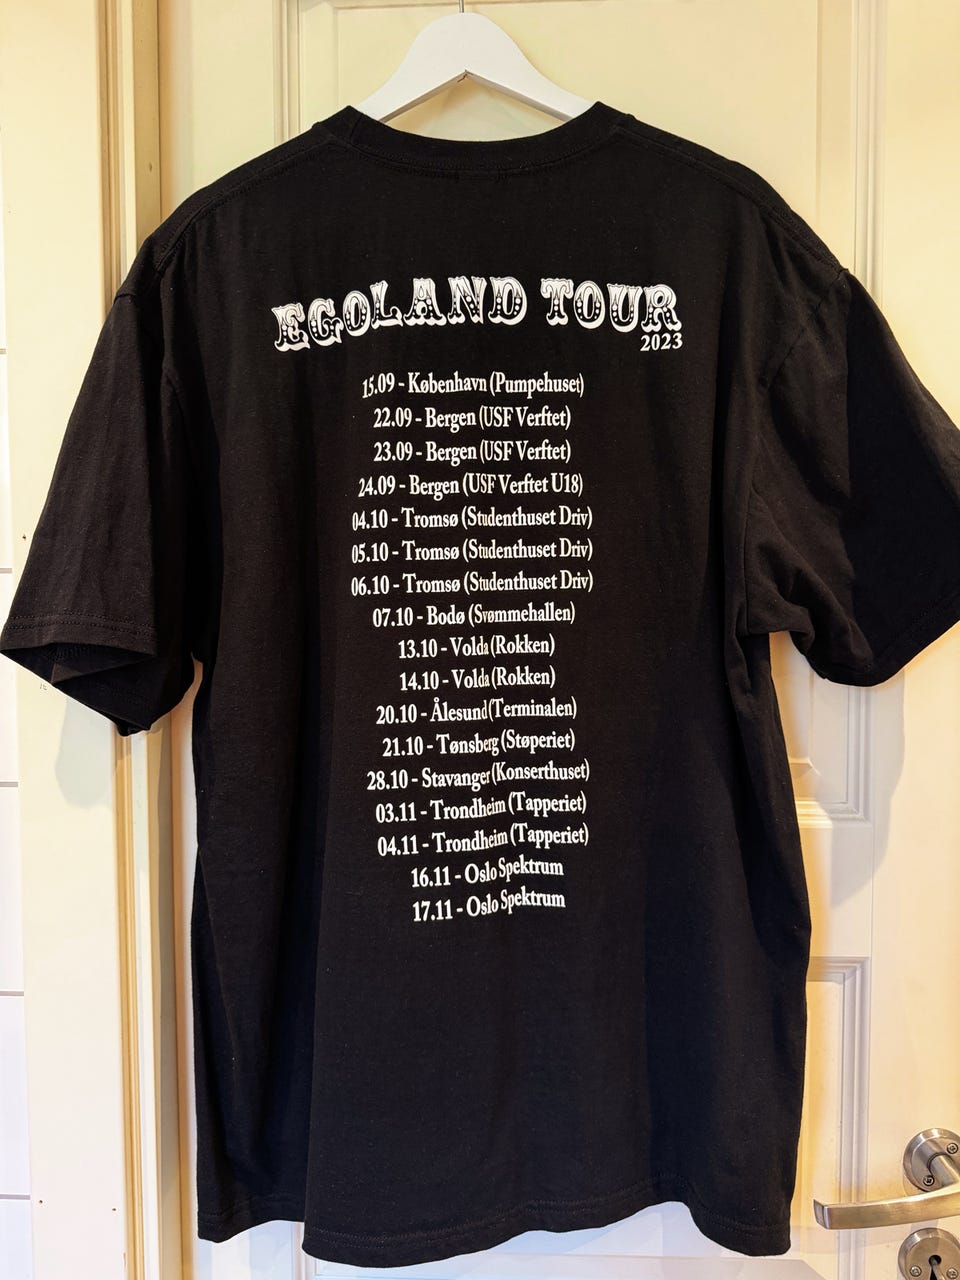 EGOLAND TOUR
2023
15.09 - København (Pumpehuset)
22.09 - Bergen (USF Verftet)
23.09 - Bergen (USF Verftet)
24.09 - Bergen (USF Verftet U18)
04.10 - Tromsø (Studenthuset Driv)
05.10 - Tromsø (Studenthuset Driv)
06.10 - Tromsø (Studenthuset Driv)
07.10 - Bodø (Svømmehallen)
13.10 - Volda (Rokken)
14.10 - Volda (Rokken)
20.10 - Ålesund (Terminalen)
21.10 - Tønsberg (Støperiet)
28.10 - Stavanger (Konserthuset)
03.11 - Trondheim (Tapperiet)
04.11 - Trondheim (Tapperiet)
16.11 - Oslo Spektrum
17.11 - Oslo Spektrum